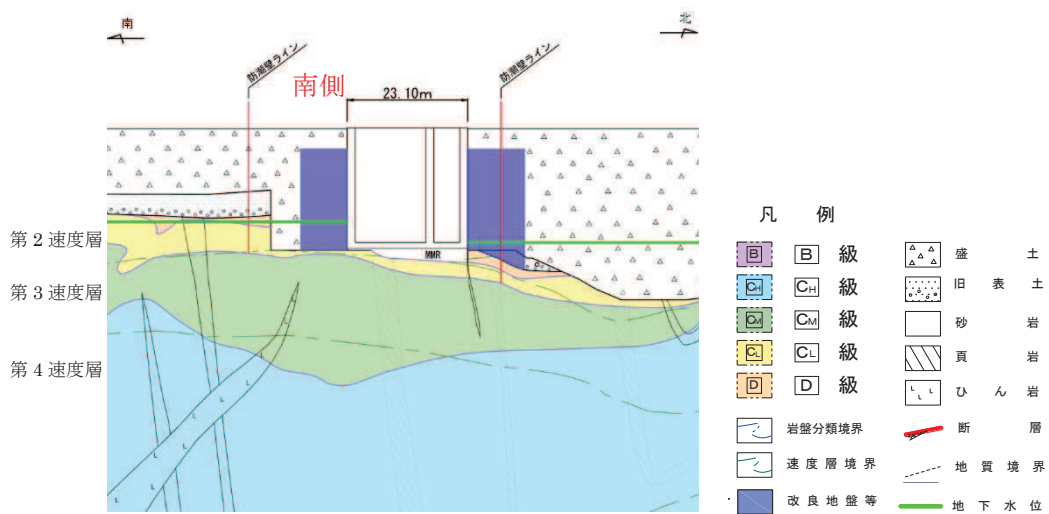 南
北
防潮壁ライン
防潮壁ライン
南側
23.10m
MMR
第2速度層
第3速度層
第4速度層
凡 例
B B 級
CH CH 級
CM CM 級
CL CL 級
D D 級
岩盤分類境界
速度層境界
改良地盤等
盛 土
旧表土
砂 岩
頁 岩
ひん岩
断 層
地質境界
地下水位